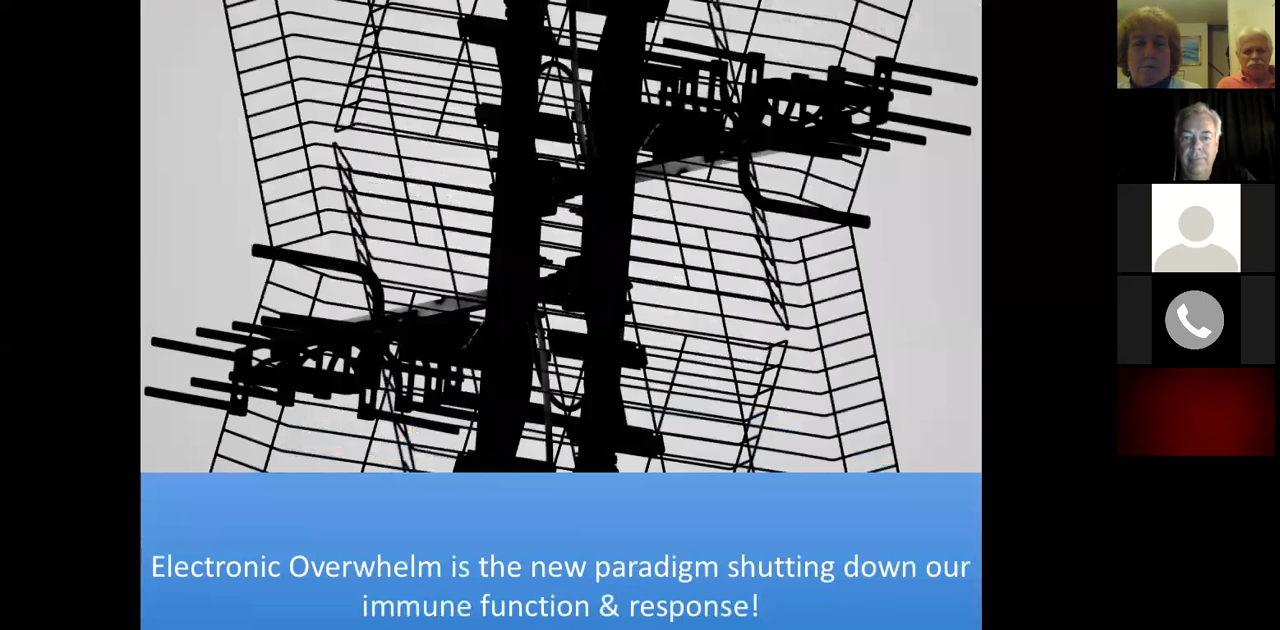 Electronic Overwhelm is the new paradigm shutting down our
immune function & response!